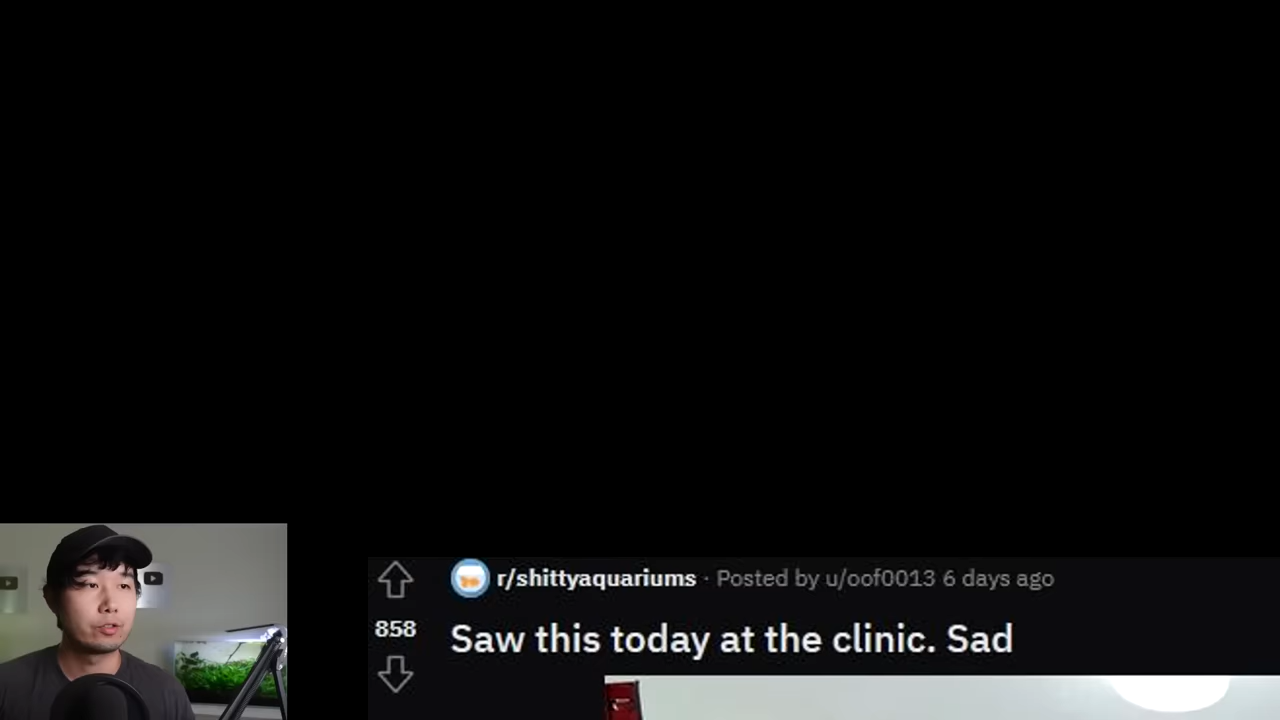 r/shittyaquariums · Posted by u/oof0013 6 days ago
858
Saw this today at the clinic. Sad